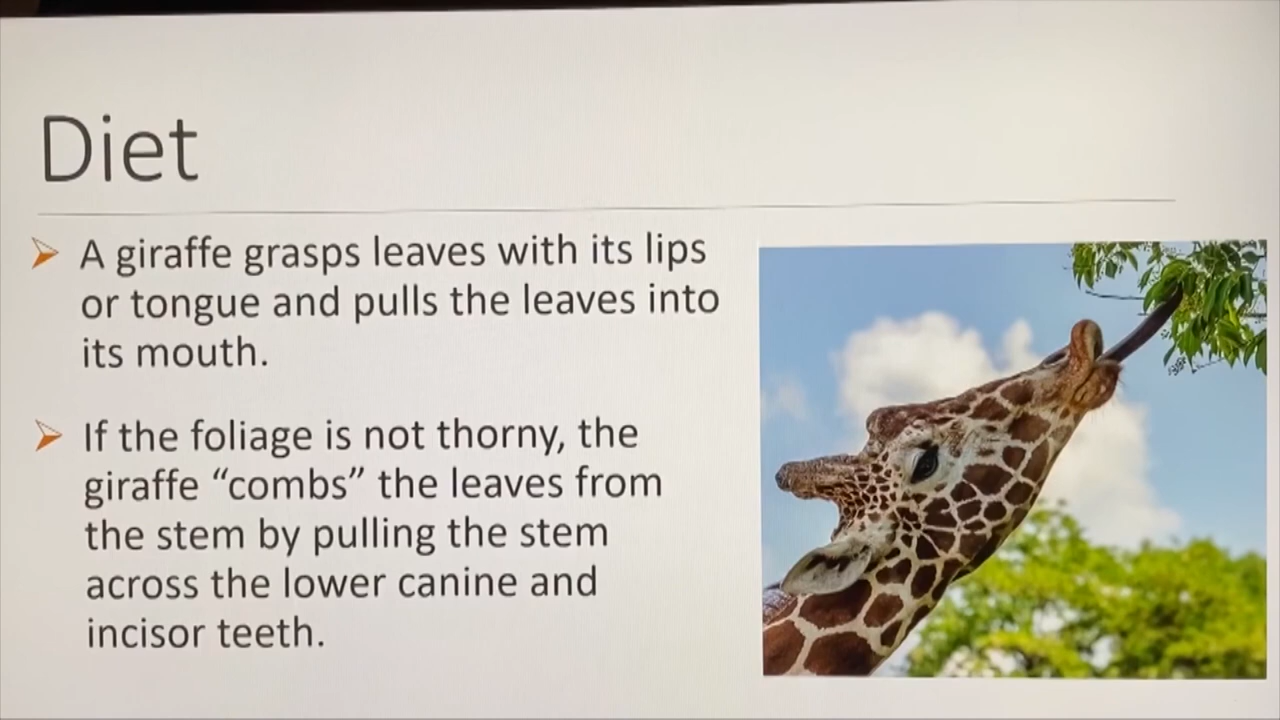 Diet
A giraffe grasps leaves with its lips
or tongue and pulls the leaves into
its mouth.
If the foliage is not thorny, the
giraffe “combs” the leaves from
the stem by pulling the stem
across the lower canine and
incisor teeth.